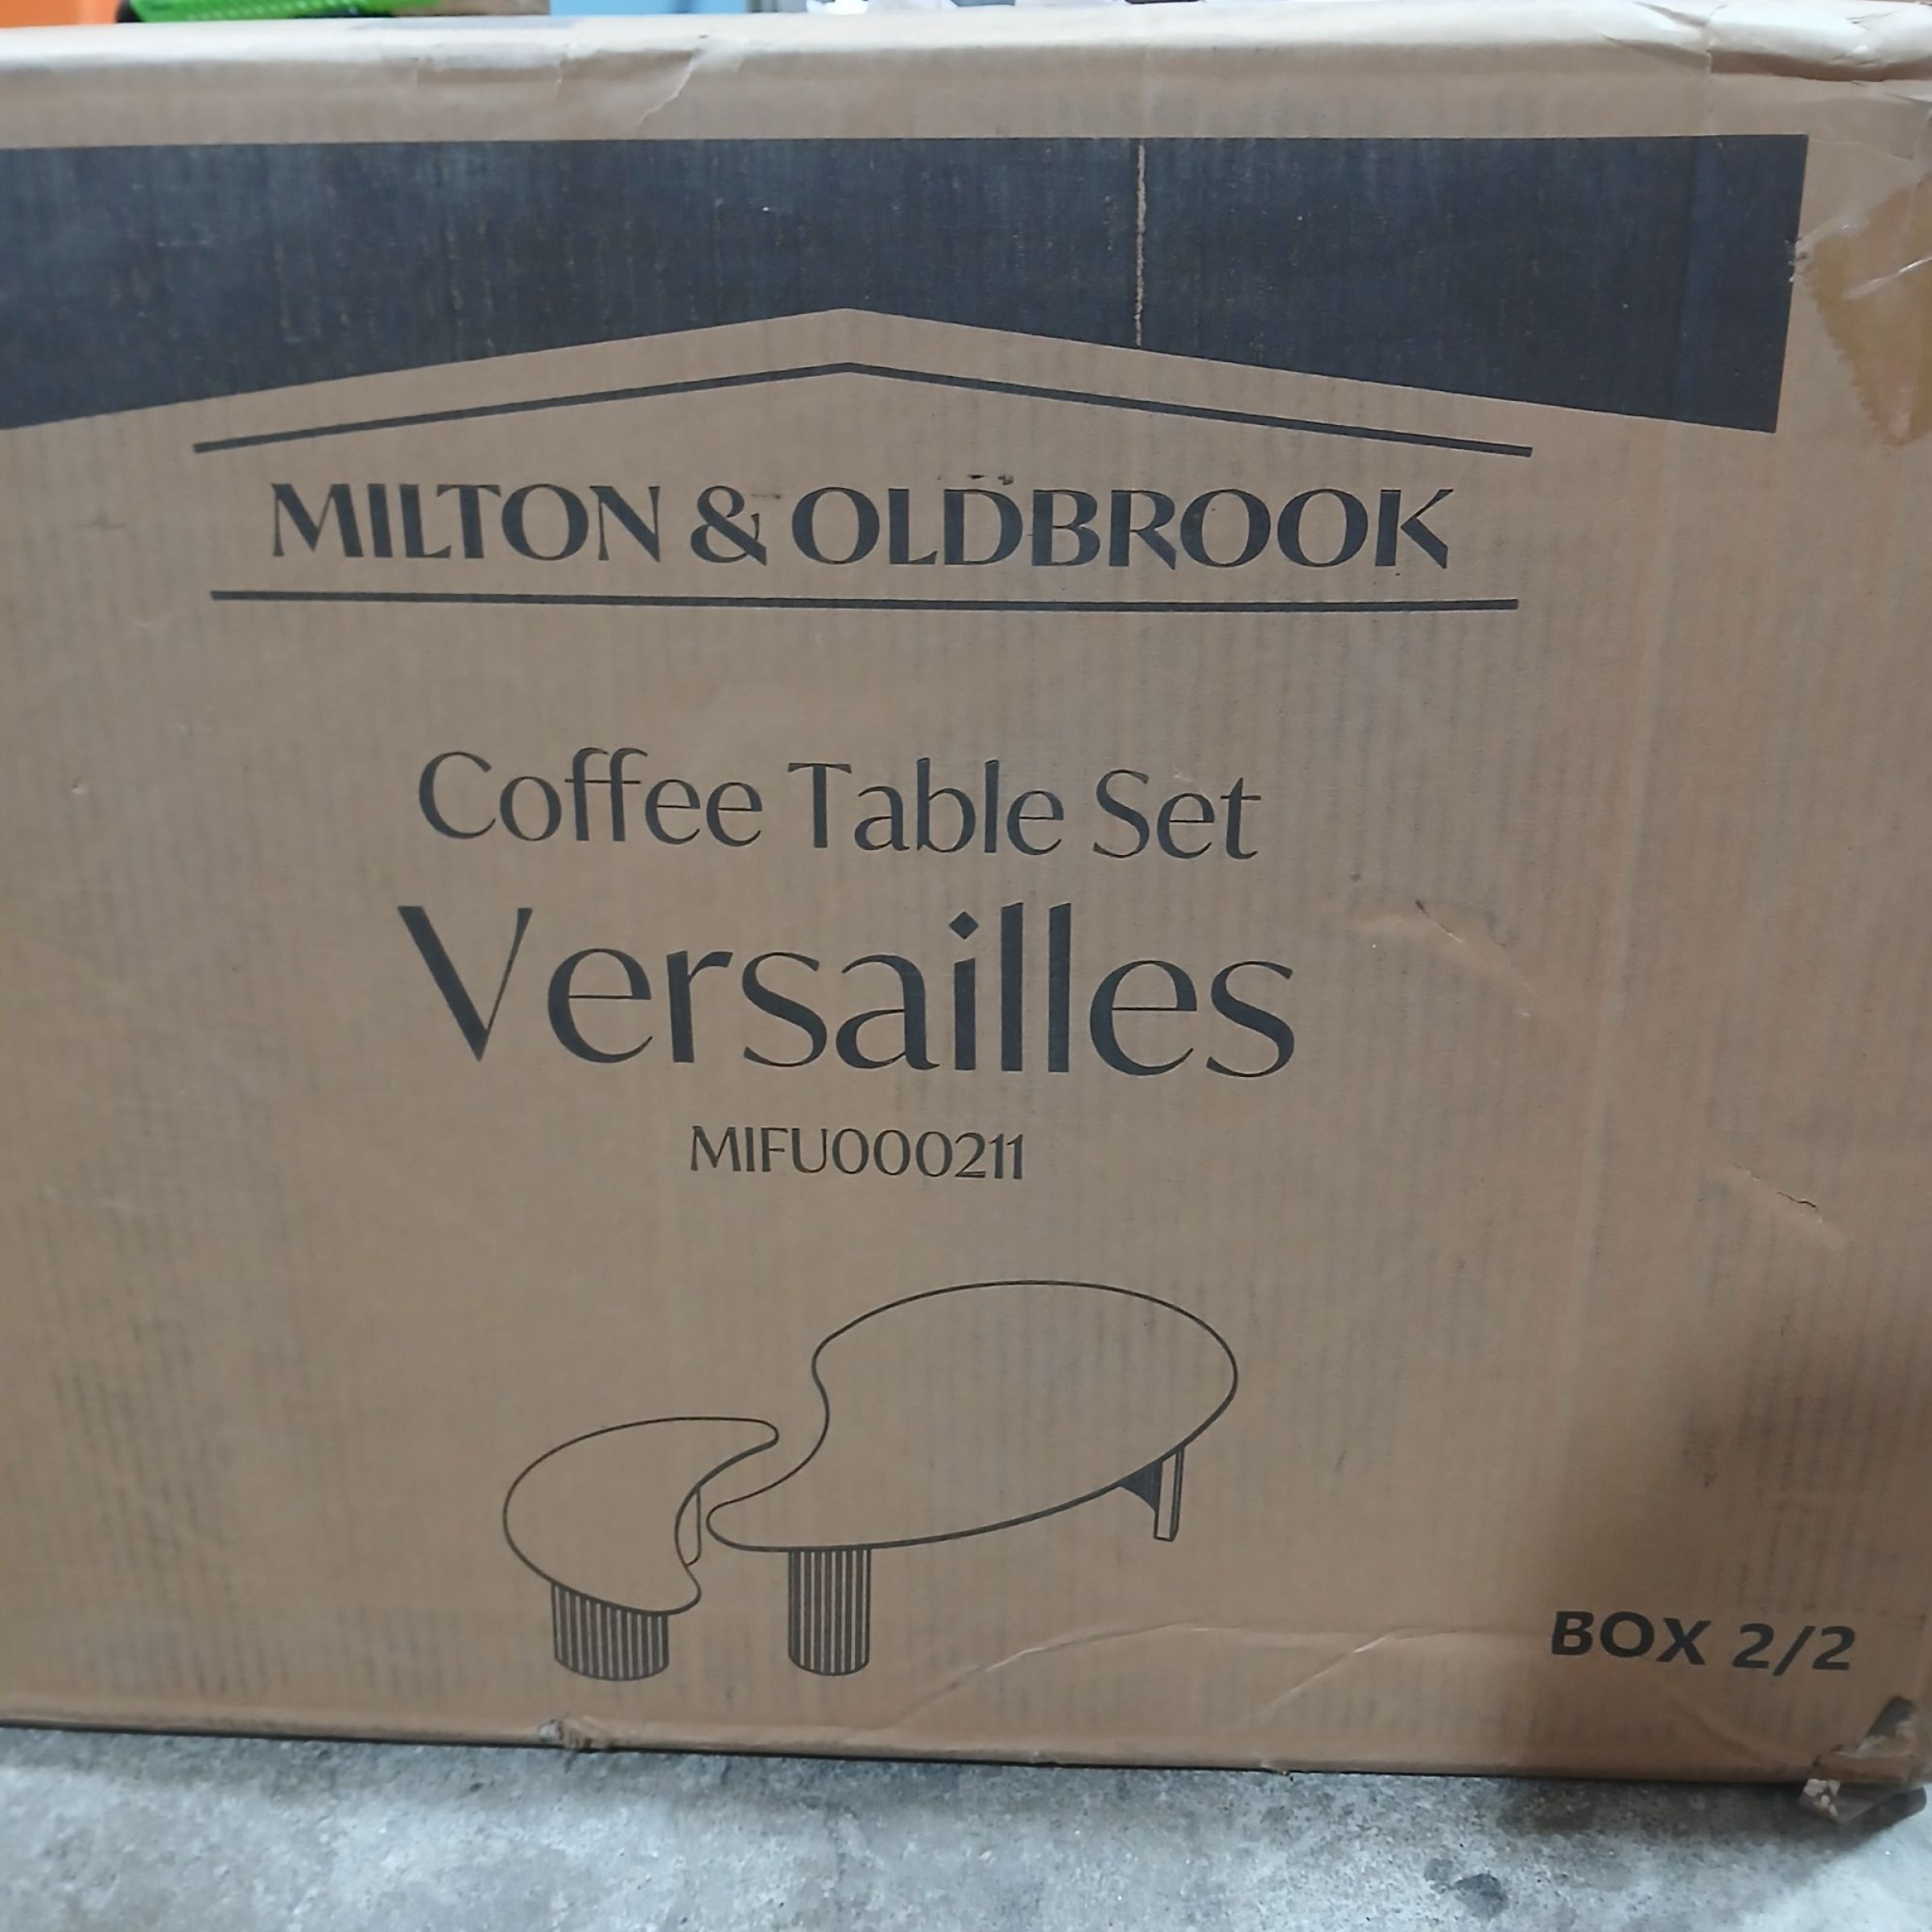 MILTON & OLDBROOK
Coffee Table Set
Versailles
MIFU000211
BOX 2/2